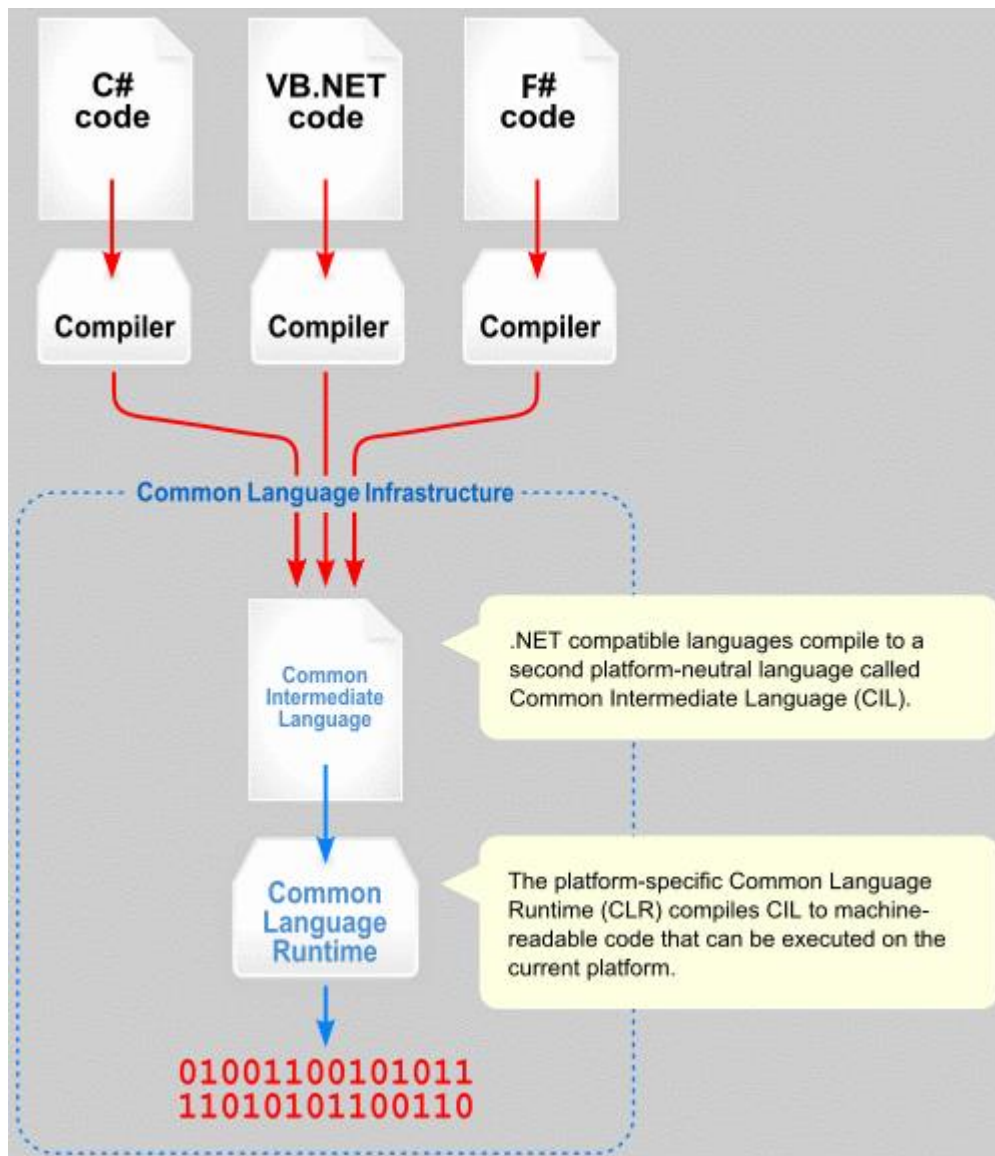 C#
code
VB.NET
code
F#
code
Compiler
Compiler
Compiler
Common Language Infrastructure
Common
Intermediate
Language
.NET compatible languages compile to a
second platform-neutral language called
Common Intermediate Language (CIL).
Common
Language
Runtime
The platform-specific Common Language
Runtime (CLR) compiles CIL to machine-
readable code that can be executed on the
current platform.
01001100101011
11010101100110